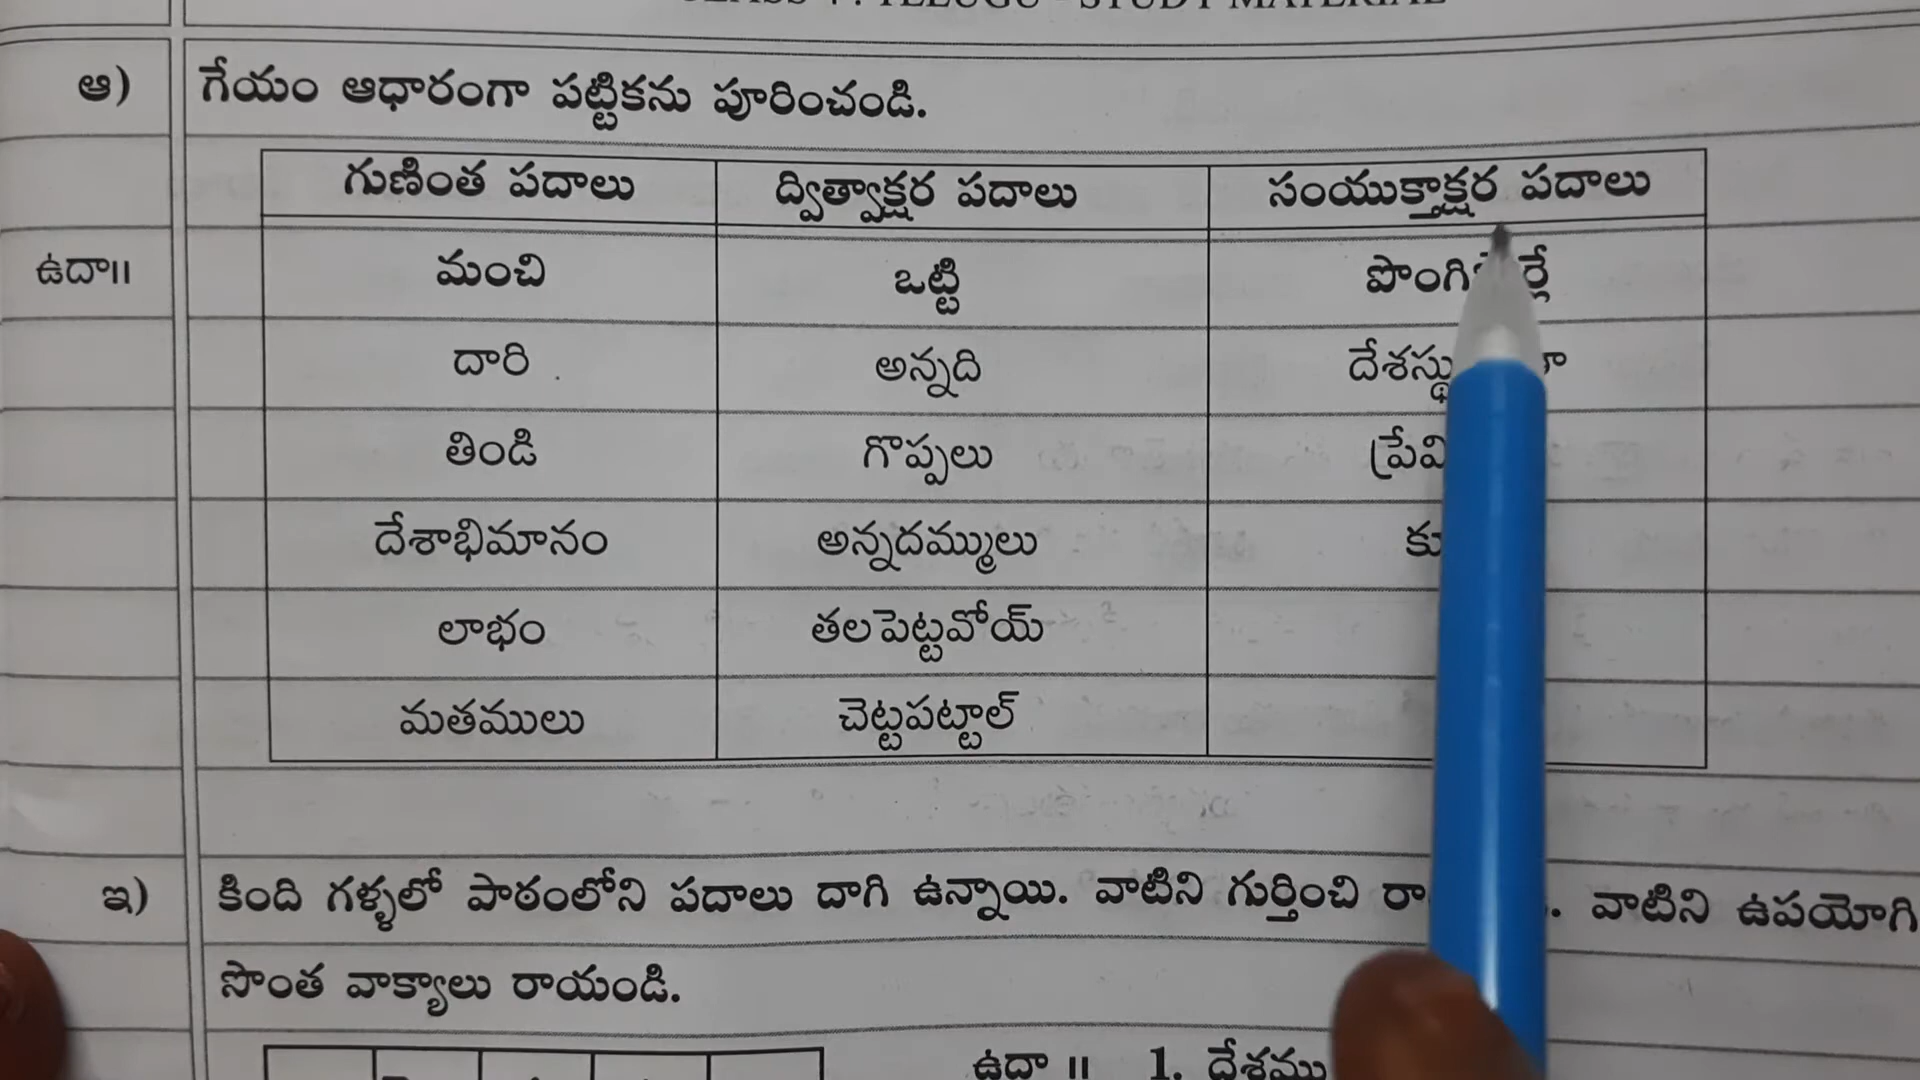 ఆ) గేయం ఆధారంగా పట్టికను పూరించండి.
గుణింత పదాలు ద్విత్వాక్షర పదాలు సంయుక్తాక్షర పదాలు
ఉదా॥ మంచి ఒట్టి
దారి అన్నది
తిండి గొప్పలు
దేశాభిమానం అన్నదమ్ములు
లాభం తలపెట్టవోయ్
మతములు చెట్టపట్టాల్
ఇ) కింది గళ్ళలో పాఠంలోని పదాలు దాగి ఉన్నాయి. వాటిని గుర్తించి వాటిని ఉపయోగి
సొంత వాక్యాలు రాయండి.
ఉదా ॥ 1. దేశము